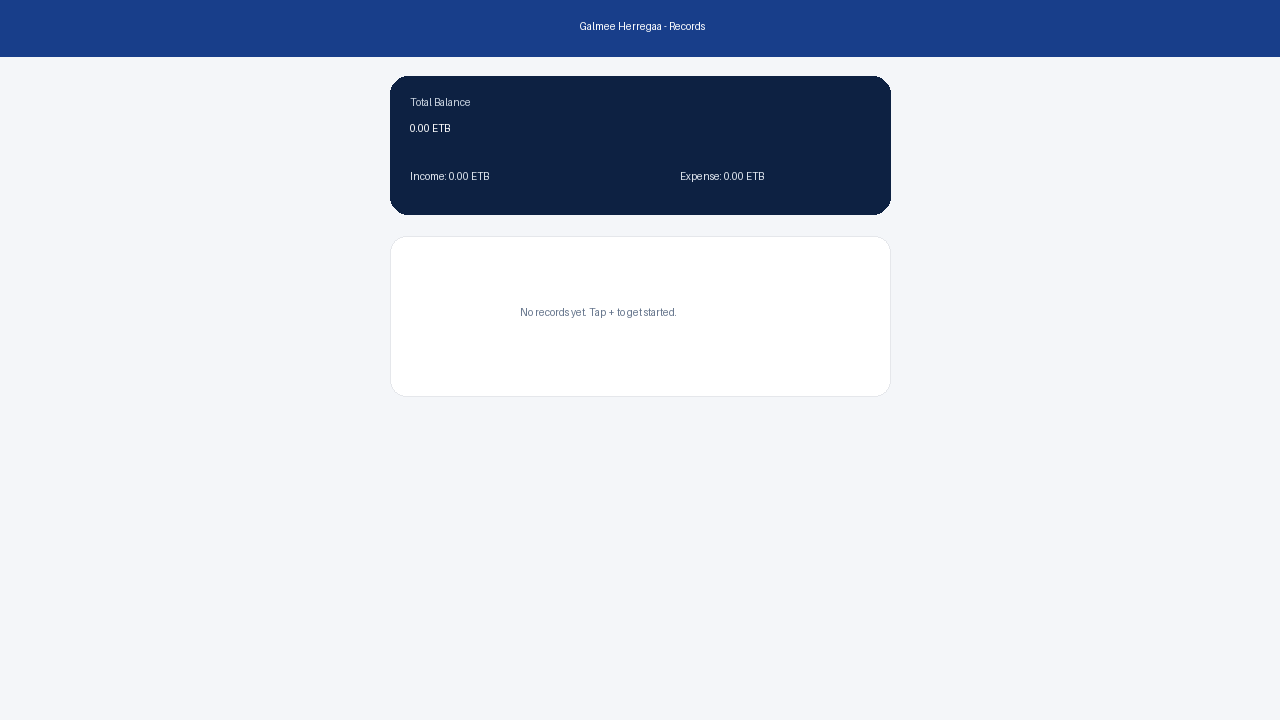 Galmee Herregaa - Records
Total Balance
0.00 ETB
Income: 0.00 ETB
Expense: 0.00 ETB
No records yet. Tap + to get started.